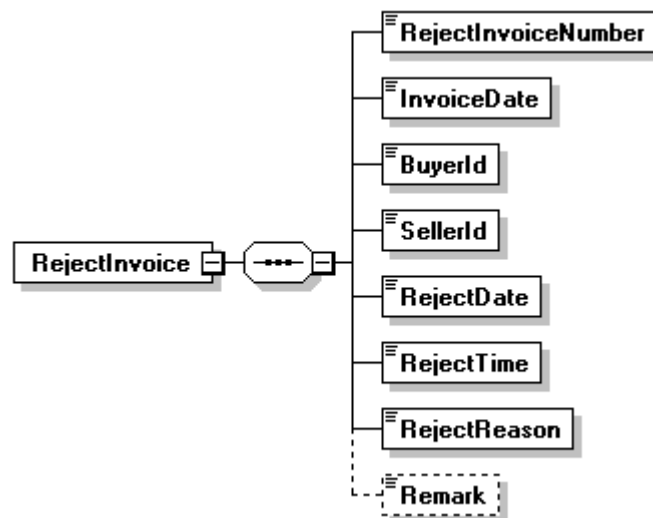 RejectInvoiceNumber
InvoiceDate
BuyerId
SellerId
RejectInvoice
RejectDate
RejectTime
RejectReason
Remark